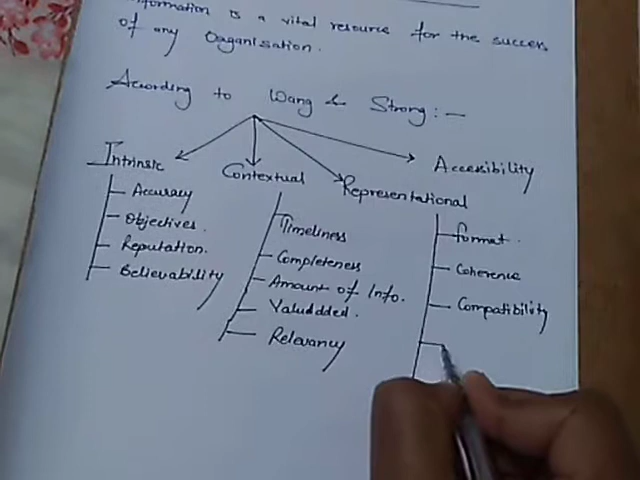 Information is a vital resource for the success
of any Organisation.
According to Wang & Strong:-
Intrinsic
Accuracy
Objectives.
Reputation.
Believability
Contextual
Timeliness
Completeness
Amount of Info.
Valuddded.
Relevancy
Representational
format.
Coherence
Compatibility
Accessibility